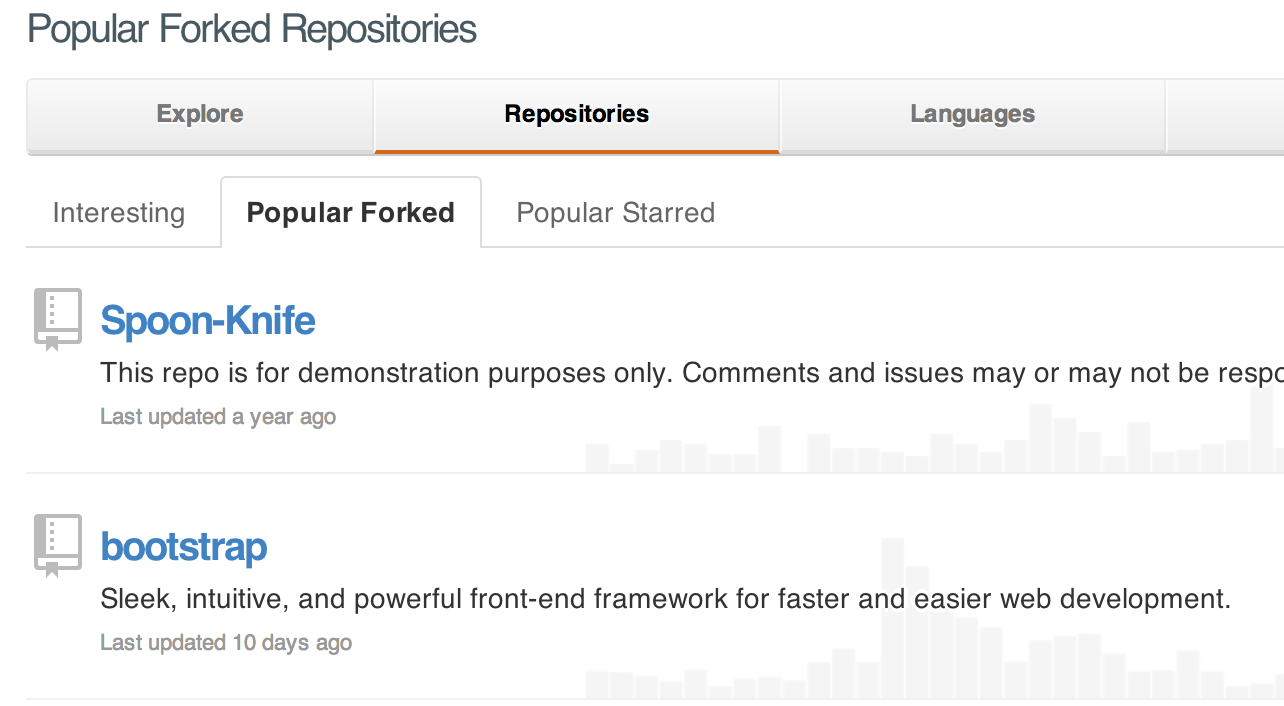 Popular Forked Repositories
Explore Repositories Languages
Interesting Popular Forked Popular Starred
Spoon-Knife
This repo is for demonstration purposes only. Comments and issues may or may not be
Last updated a year ago
bootstrap
Sleek, intuitive, and powerful front-end framework for faster and easier web development.
Last updated 10 days ago